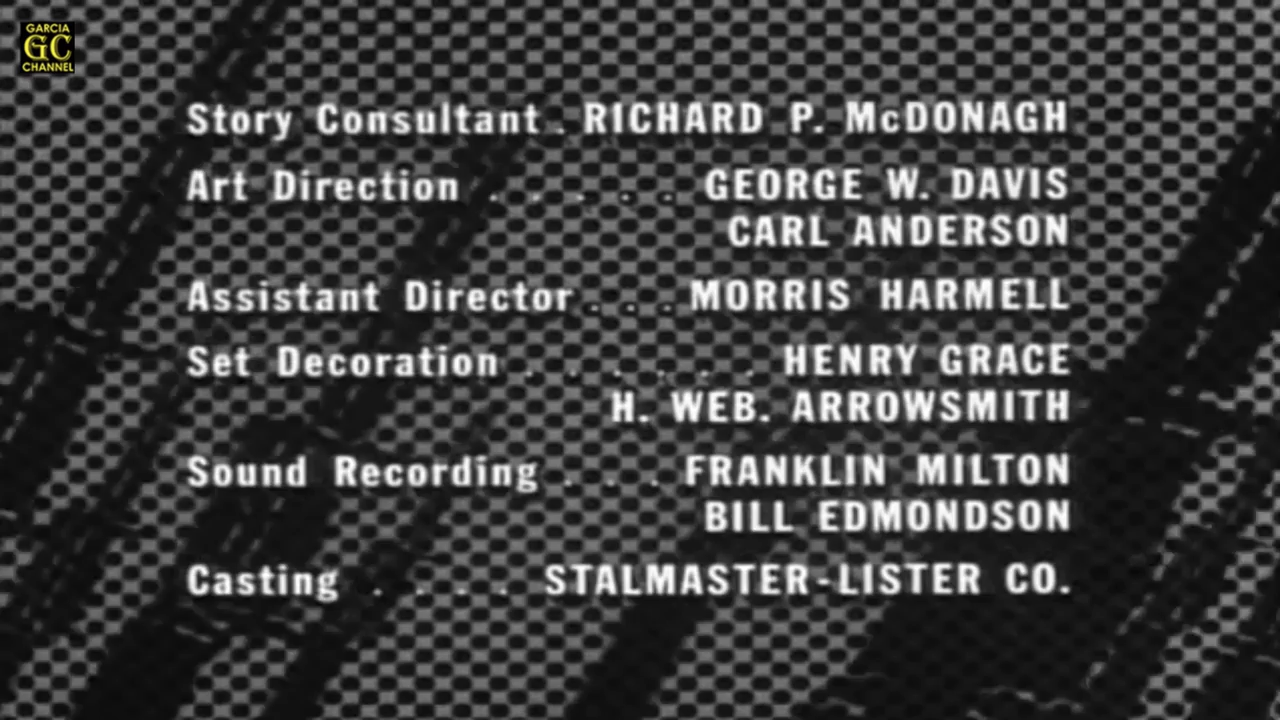 GARCIA
GC
CHANNEL
Story Consultant . RICHARD P. McDONAGH
Art Direction . . . . . GEORGE W. DAVIS
CARL ANDERSON
Assistant Director . . . MORRIS HARMELL
Set Decoration . . . . . . HENRY GRACE
H. WEB. ARROWSMITH
Sound Recording . . . FRANKLIN MILTON
BILL EDMONDSON
Casting . . . . STALMASTER-LISTER CO.